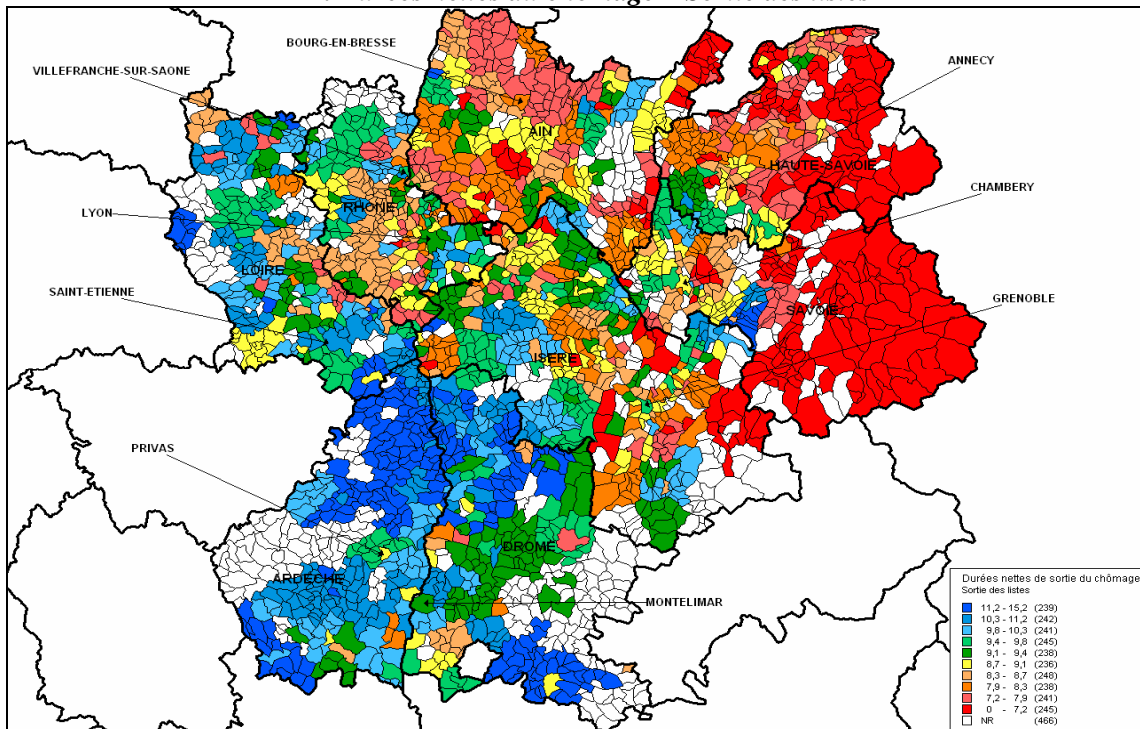 BOURG-EN-BRESSE
VILLEFRANCHE-SUR-SAONE
ANNECY
AIN
HAUTE-SAVOIE
CHAMBERY
LYON
RHONE
LOIRE
SAINT-ETIENNE
GRENOBLE
SAVOIE
ISERE
PRIVAS
DROME
ARDECHE
MONTELIMAR
Durées nettes de sortie du chômage
Sortie des listes
11,2 - 15,2 (239)
10,3 - 11,2 (242)
9,8 - 10,3 (241)
9,4 - 9,8 (245)
9,1 - 9,4 (238)
8,7 - 9,1 (236)
8,3 - 8,7 (248)
7,9 - 8,3 (238)
7,2 - 7,9 (241)
0 - 7,2 (245)
NR (466)